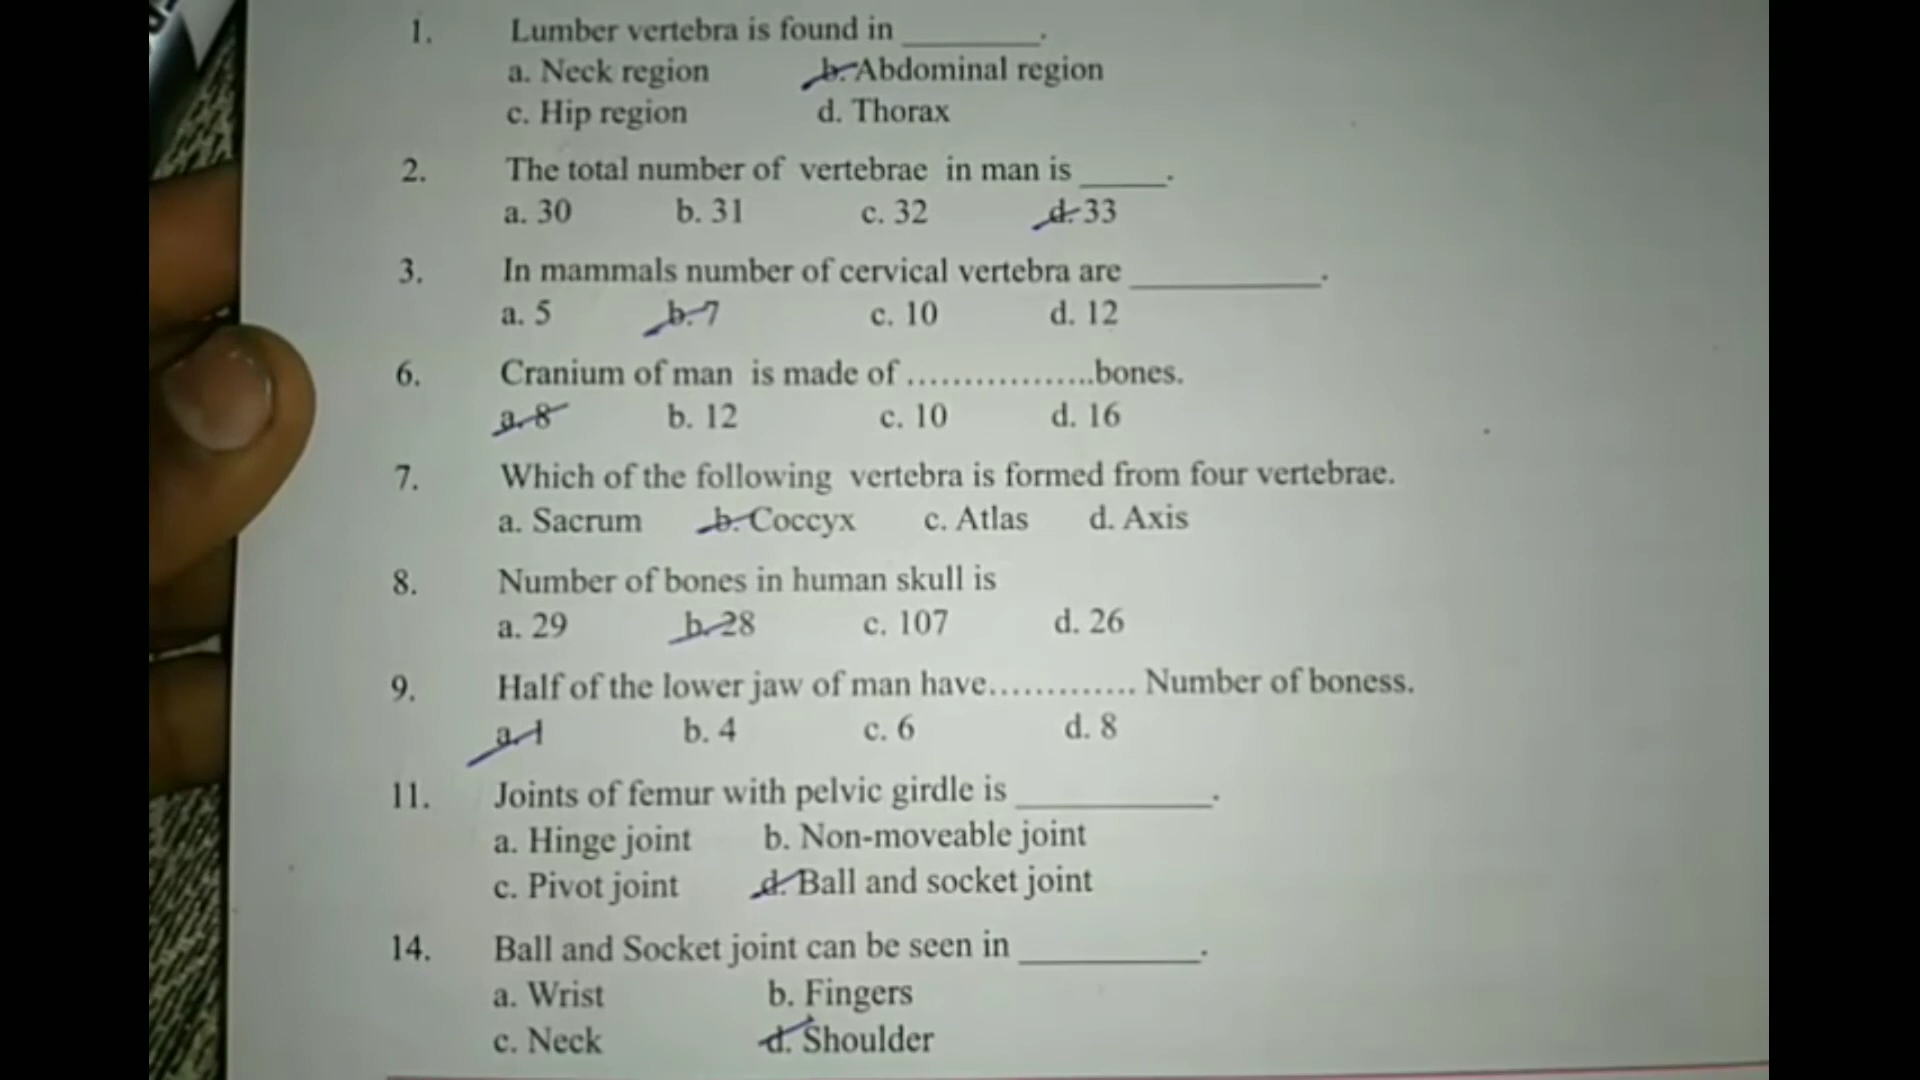 1. Lumber vertebra is found in ________.
a. Neck region b. Abdominal region
c. Hip region d. Thorax
2. The total number of vertebrae in man is _____.
a. 30 b. 31 c. 32 d. 33
3. In mammals number of cervical vertebra are ___________.
a. 5 b. 7 c. 10 d. 12
6. Cranium of man is made of ………………..bones.
a. 8 b. 12 c. 10 d. 16
7. Which of the following vertebra is formed from four vertebrae.
a. Sacrum b. Coccyx c. Atlas d. Axis
8. Number of bones in human skull is
a. 29 b. 28 c. 107 d. 26
9. Half of the lower jaw of man have…………. Number of boness.
a. 1 b. 4 c. 6 d. 8
11. Joints of femur with pelvic girdle is ___________.
a. Hinge joint b. Non-moveable joint
c. Pivot joint d. Ball and socket joint
14. Ball and Socket joint can be seen in __________.
a. Wrist b. Fingers
c. Neck d. Shoulder